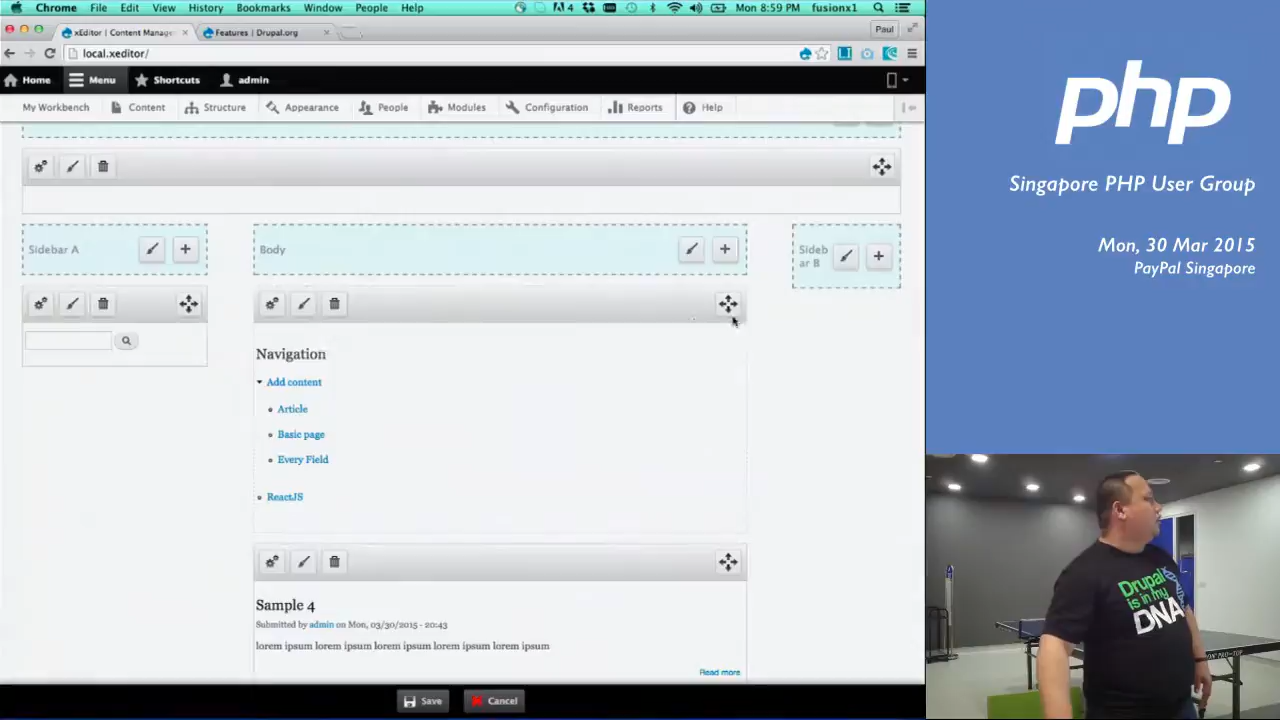 Chrome File Edit View History Bookmarks Window People Help 4 Mon 8:59 PM fusionx1
xEditor | Content Manage × Features | Drupal.org × Paul
local.xeditor/
Home Menu Shortcuts admin
My Workbench Content Structure Appearance People Modules Configuration Reports Help
Sidebar A
Body
Sideb
ar B
Navigation
Add content
Article
Basic page
Every Field
ReactJS
Sample 4
Submitted by admin on Mon, 03/30/2015 - 20:43
lorem ipsum lorem ipsum lorem ipsum lorem ipsum lorem ipsum
Read more
Save Cancel
php
Singapore PHP User Group
Mon, 30 Mar 2015
PayPal Singapore
Drupal
is in my
DNA